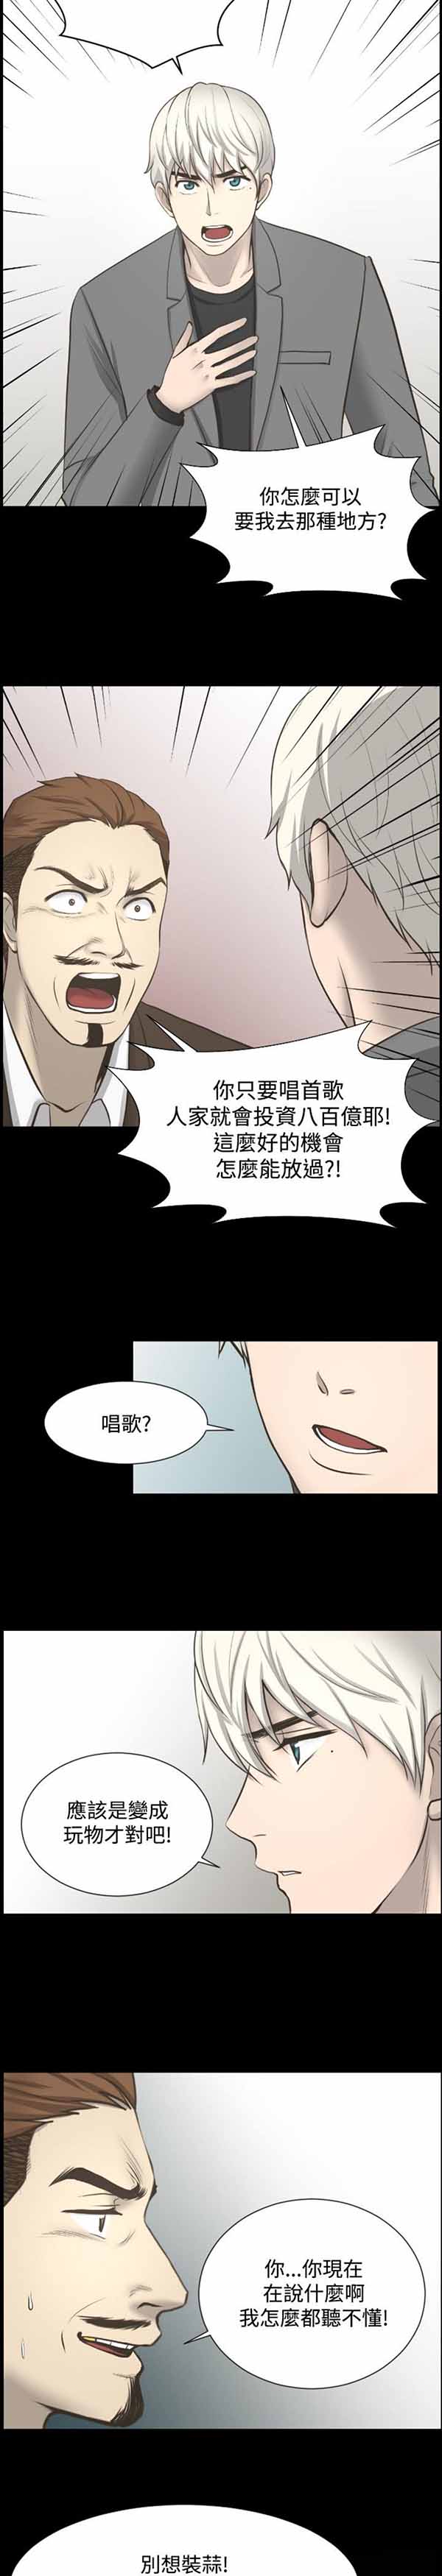 你怎麼可以
要我去那種地方?
你只要唱首歌
人家就會投資八百億耶!
這麼好的機會
怎麼能放過?!
唱歌?
應該是變成
玩物才對吧!
你...你現在
在說什麼啊
我怎麼都聽不懂!
別想裝蒜!